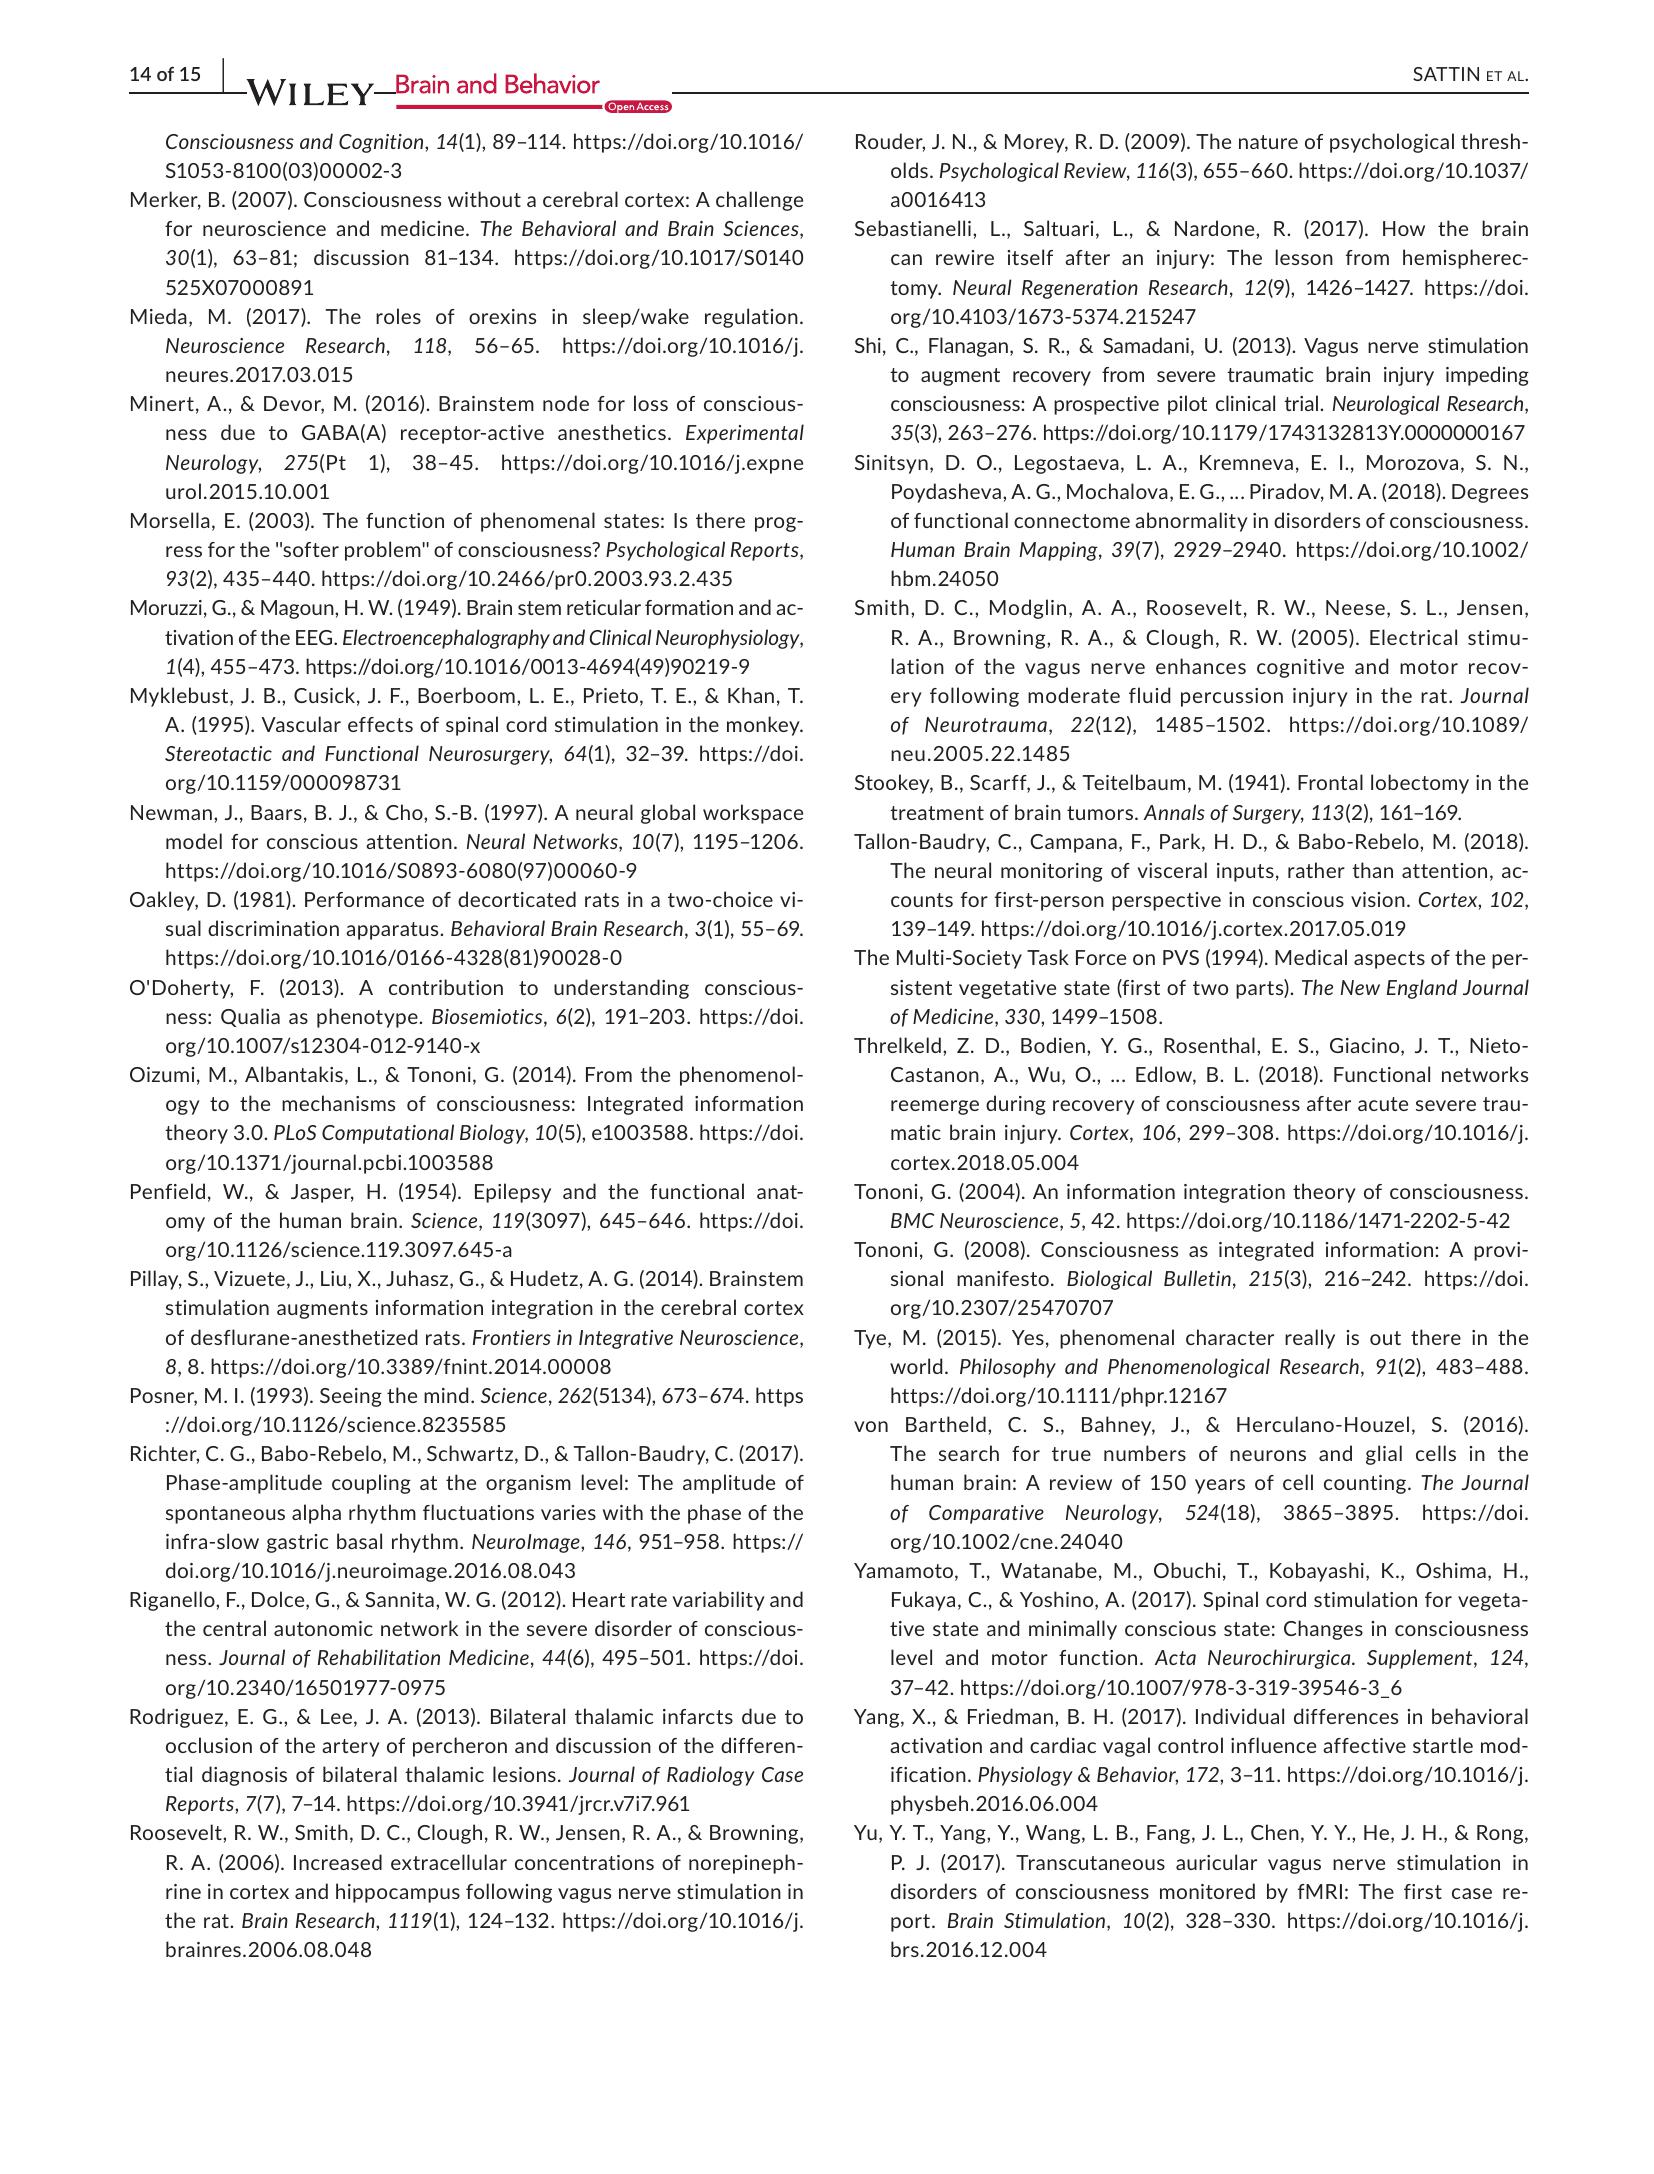 14 of 15
WILEY
Brain and Behavior
Open Access
SATTIN ET AL.
Consciousness and Cognition, 14(1), 89–114. https://doi.org/10.1016/
S1053-8100(03)00002-3
Merker, B. (2007). Consciousness without a cerebral cortex: A challenge
for neuroscience and medicine. The Behavioral and Brain Sciences,
30(1), 63–81; discussion 81–134. https://doi.org/10.1017/S0140
525X07000891
Mieda, M. (2017). The roles of orexins in sleep/wake regulation.
Neuroscience Research, 118, 56–65. https://doi.org/10.1016/j.
neures.2017.03.015
Minert, A., & Devor, M. (2016). Brainstem node for loss of conscious-
ness due to GABA(A) receptor-active anesthetics. Experimental
Neurology, 275(Pt 1), 38–45. https://doi.org/10.1016/j.expne
urol.2015.10.001
Morsella, E. (2003). The function of phenomenal states: Is there prog-
ress for the "softer problem" of consciousness? Psychological Reports,
93(2), 435–440. https://doi.org/10.2466/pr0.2003.93.2.435
Moruzzi, G., & Magoun, H. W. (1949). Brain stem reticular formation and ac-
tivation of the EEG. Electroencephalography and Clinical Neurophysiology,
1(4), 455–473. https://doi.org/10.1016/0013-4694(49)90219-9
Myklebust, J. B., Cusick, J. F., Boerboom, L. E., Prieto, T. E., & Khan, T.
A. (1995). Vascular effects of spinal cord stimulation in the monkey.
Stereotactic and Functional Neurosurgery, 64(1), 32–39. https://doi.
org/10.1159/000098731
Newman, J., Baars, B. J., & Cho, S.-B. (1997). A neural global workspace
model for conscious attention. Neural Networks, 10(7), 1195–1206.
https://doi.org/10.1016/S0893-6080(97)00060-9
Oakley, D. (1981). Performance of decorticated rats in a two-choice vi-
sual discrimination apparatus. Behavioral Brain Research, 3(1), 55–69.
https://doi.org/10.1016/0166-4328(81)90028-0
O'Doherty, F. (2013). A contribution to understanding conscious-
ness: Qualia as phenotype. Biosemiotics, 6(2), 191–203. https://doi.
org/10.1007/s12304-012-9140-x
Oizumi, M., Albantakis, L., & Tononi, G. (2014). From the phenomenol-
ogy to the mechanisms of consciousness: Integrated information
theory 3.0. PLoS Computational Biology, 10(5), e1003588. https://doi.
org/10.1371/journal.pcbi.1003588
Penfield, W., & Jasper, H. (1954). Epilepsy and the functional anat-
omy of the human brain. Science, 119(3097), 645–646. https://doi.
org/10.1126/science.119.3097.645-a
Pillay, S., Vizuete, J., Liu, X., Juhasz, G., & Hudetz, A. G. (2014). Brainstem
stimulation augments information integration in the cerebral cortex
of desflurane-anesthetized rats. Frontiers in Integrative Neuroscience,
8, 8. https://doi.org/10.3389/fnint.2014.00008
Posner, M. I. (1993). Seeing the mind. Science, 262(5134), 673–674. https
://doi.org/10.1126/science.8235585
Richter, C. G., Babo-Rebelo, M., Schwartz, D., & Tallon-Baudry, C. (2017).
Phase-amplitude coupling at the organism level: The amplitude of
spontaneous alpha rhythm fluctuations varies with the phase of the
infra-slow gastric basal rhythm. NeuroImage, 146, 951–958. https://
doi.org/10.1016/j.neuroimage.2016.08.043
Riganello, F., Dolce, G., & Sannita, W. G. (2012). Heart rate variability and
the central autonomic network in the severe disorder of conscious-
ness. Journal of Rehabilitation Medicine, 44(6), 495–501. https://doi.
org/10.2340/16501977-0975
Rodriguez, E. G., & Lee, J. A. (2013). Bilateral thalamic infarcts due to
occlusion of the artery of percheron and discussion of the differen-
tial diagnosis of bilateral thalamic lesions. Journal of Radiology Case
Reports, 7(7), 7–14. https://doi.org/10.3941/jrcr.v7i7.961
Roosevelt, R. W., Smith, D. C., Clough, R. W., Jensen, R. A., & Browning,
R. A. (2006). Increased extracellular concentrations of norepineph-
rine in cortex and hippocampus following vagus nerve stimulation in
the rat. Brain Research, 1119(1), 124–132. https://doi.org/10.1016/j.
brainres.2006.08.048
Rouder, J. N., & Morey, R. D. (2009). The nature of psychological thresh-
olds. Psychological Review, 116(3), 655–660. https://doi.org/10.1037/
a0016413
Sebastianelli, L., Saltuari, L., & Nardone, R. (2017). How the brain
can rewire itself after an injury: The lesson from hemispherec-
tomy. Neural Regeneration Research, 12(9), 1426–1427. https://doi.
org/10.4103/1673-5374.215247
Shi, C., Flanagan, S. R., & Samadani, U. (2013). Vagus nerve stimulation
to augment recovery from severe traumatic brain injury impeding
consciousness: A prospective pilot clinical trial. Neurological Research,
35(3), 263–276. https://doi.org/10.1179/1743132813Y.0000000167
Sinitsyn, D. O., Legostaeva, L. A., Kremneva, E. I., Morozova, S. N.,
Poydasheva, A. G., Mochalova, E. G., ... Piradov, M. A. (2018). Degrees
of functional connectome abnormality in disorders of consciousness.
Human Brain Mapping, 39(7), 2929–2940. https://doi.org/10.1002/
hbm.24050
Smith, D. C., Modglin, A. A., Roosevelt, R. W., Neese, S. L., Jensen,
R. A., Browning, R. A., & Clough, R. W. (2005). Electrical stimu-
lation of the vagus nerve enhances cognitive and motor recov-
ery following moderate fluid percussion injury in the rat. Journal
of Neurotrauma, 22(12), 1485–1502. https://doi.org/10.1089/
neu.2005.22.1485
Stookey, B., Scarff, J., & Teitelbaum, M. (1941). Frontal lobectomy in the
treatment of brain tumors. Annals of Surgery, 113(2), 161–169.
Tallon-Baudry, C., Campana, F., Park, H. D., & Babo-Rebelo, M. (2018).
The neural monitoring of visceral inputs, rather than attention, ac-
counts for first-person perspective in conscious vision. Cortex, 102,
139–149. https://doi.org/10.1016/j.cortex.2017.05.019
The Multi-Society Task Force on PVS (1994). Medical aspects of the per-
sistent vegetative state (first of two parts). The New England Journal
of Medicine, 330, 1499–1508.
Threlkeld, Z. D., Bodien, Y. G., Rosenthal, E. S., Giacino, J. T., Nieto-
Castanon, A., Wu, O., ... Edlow, B. L. (2018). Functional networks
reemerge during recovery of consciousness after acute severe trau-
matic brain injury. Cortex, 106, 299–308. https://doi.org/10.1016/j.
cortex.2018.05.004
Tononi, G. (2004). An information integration theory of consciousness.
BMC Neuroscience, 5, 42. https://doi.org/10.1186/1471-2202-5-42
Tononi, G. (2008). Consciousness as integrated information: A provi-
sional manifesto. Biological Bulletin, 215(3), 216–242. https://doi.
org/10.2307/25470707
Tye, M. (2015). Yes, phenomenal character really is out there in the
world. Philosophy and Phenomenological Research, 91(2), 483–488.
https://doi.org/10.1111/phpr.12167
von Bartheld, C. S., Bahney, J., & Herculano-Houzel, S. (2016).
The search for true numbers of neurons and glial cells in the
human brain: A review of 150 years of cell counting. The Journal
of Comparative Neurology, 524(18), 3865–3895. https://doi.
org/10.1002/cne.24040
Yamamoto, T., Watanabe, M., Obuchi, T., Kobayashi, K., Oshima, H.,
Fukaya, C., & Yoshino, A. (2017). Spinal cord stimulation for vegeta-
tive state and minimally conscious state: Changes in consciousness
level and motor function. Acta Neurochirurgica. Supplement, 124,
37–42. https://doi.org/10.1007/978-3-319-39546-3_6
Yang, X., & Friedman, B. H. (2017). Individual differences in behavioral
activation and cardiac vagal control influence affective startle mod-
ification. Physiology & Behavior, 172, 3–11. https://doi.org/10.1016/j.
physbeh.2016.06.004
Yu, Y. T., Yang, Y., Wang, L. B., Fang, J. L., Chen, Y. Y., He, J. H., & Rong,
P. J. (2017). Transcutaneous auricular vagus nerve stimulation in
disorders of consciousness monitored by fMRI: The first case re-
port. Brain Stimulation, 10(2), 328–330. https://doi.org/10.1016/j.
brs.2016.12.004